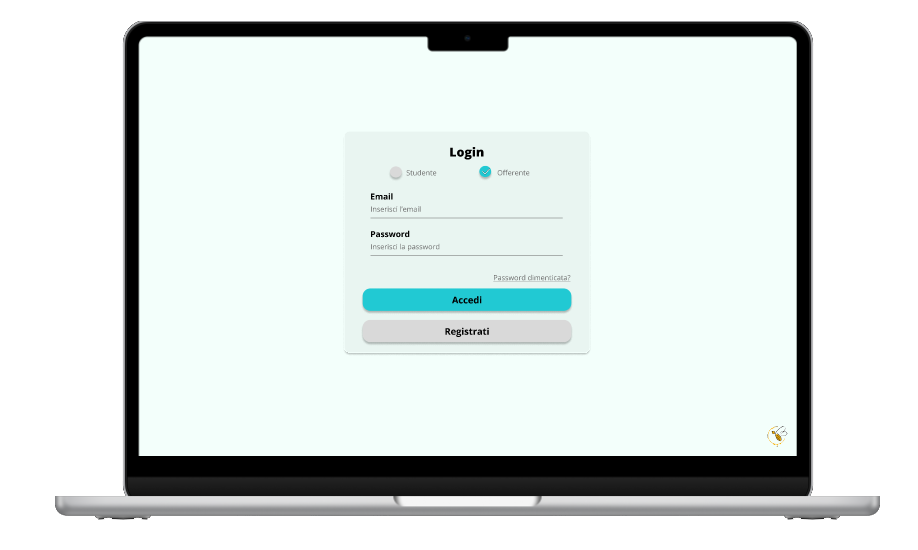 Login
Studente Offerente
Email
Inserisci l'email
Password
Inserisci la password
Password dimenticata?
Accedi
Registrati